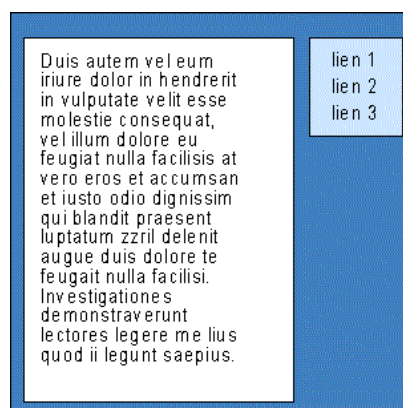 Duis autem vel eum
iriure dolor in hendrerit
in vulputate velit esse
molestie consequat,
vel illum dolore eu
feugiat nulla facilisis at
vero eros et accumsan
et iusto odio dignissim
qui blandit praesent
luptatum zzril delenit
augue duis dolore te
feugait nulla facilisi.
Investigationes
demonstraverunt
lectores legere me lius
quod ii legunt saepius.
lien 1
lien 2
lien 3